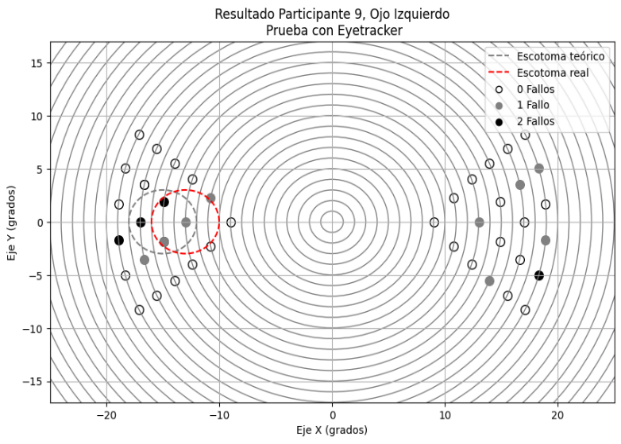 Resultado Participante 9, Ojo Izquierdo
Prueba con Eyetracker
Escotoma teórico
Escotoma real
0 Fallos
1 Fallo
2 Fallos
Eje Y (grados)
15
10
5
0
−5
−10
−15
−20
−10
0
10
20
Eje X (grados)